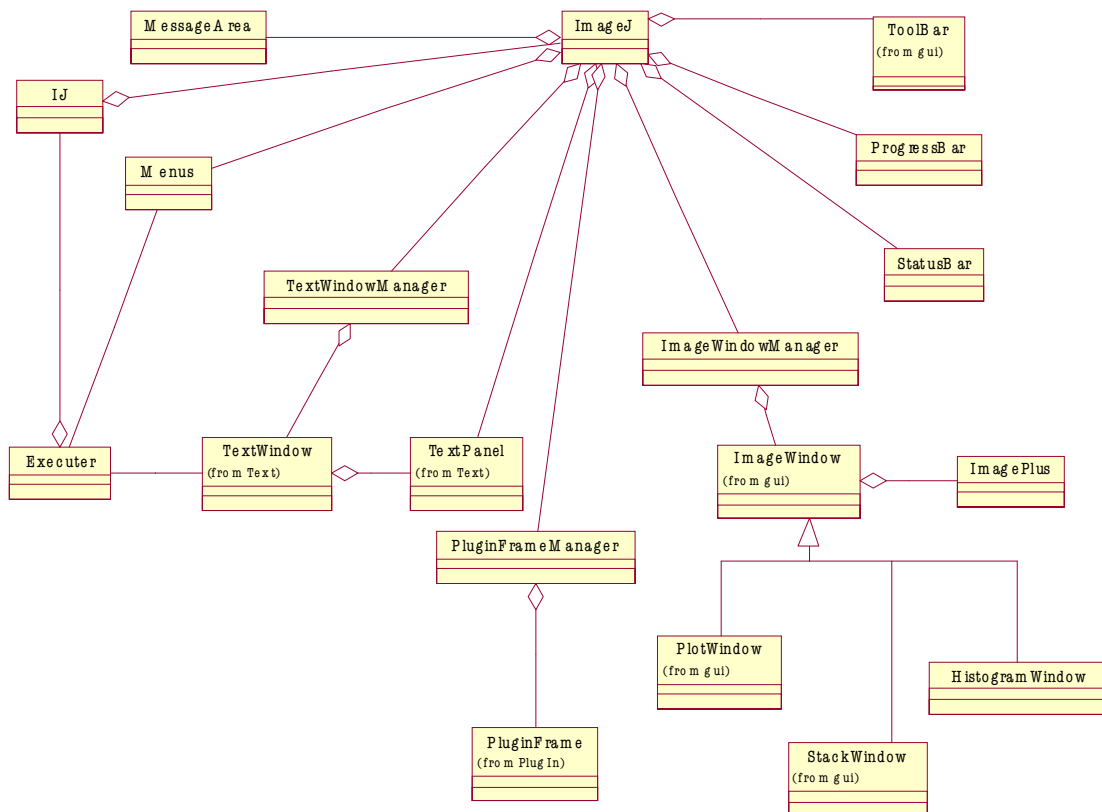 MessageArea
ImageJ
ToolBar
(from gui)
IJ
ProgressBar
Menus
StatusBar
TextWindowManager
ImageWindowManager
Executer
TextWindow
(from Text)
TextPanel
(from Text)
ImageWindow
(from gui)
ImagePlus
PluginFrameManager
PlotWindow
(from gui)
HistogramWindow
PluginFrame
(from PlugIn)
StackWindow
(from gui)